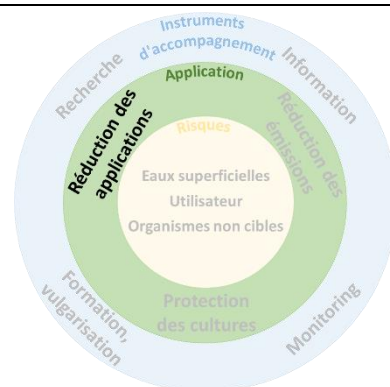 Instruments
d'accompagnement
Recherche
Information
Application
Réduction des
applications
Réduction des
émissions
Risques
Eaux superficielles
Utilisateur
Organismes non cibles
Protection
des cultures
Formation,
vulgarisation
Monitoring